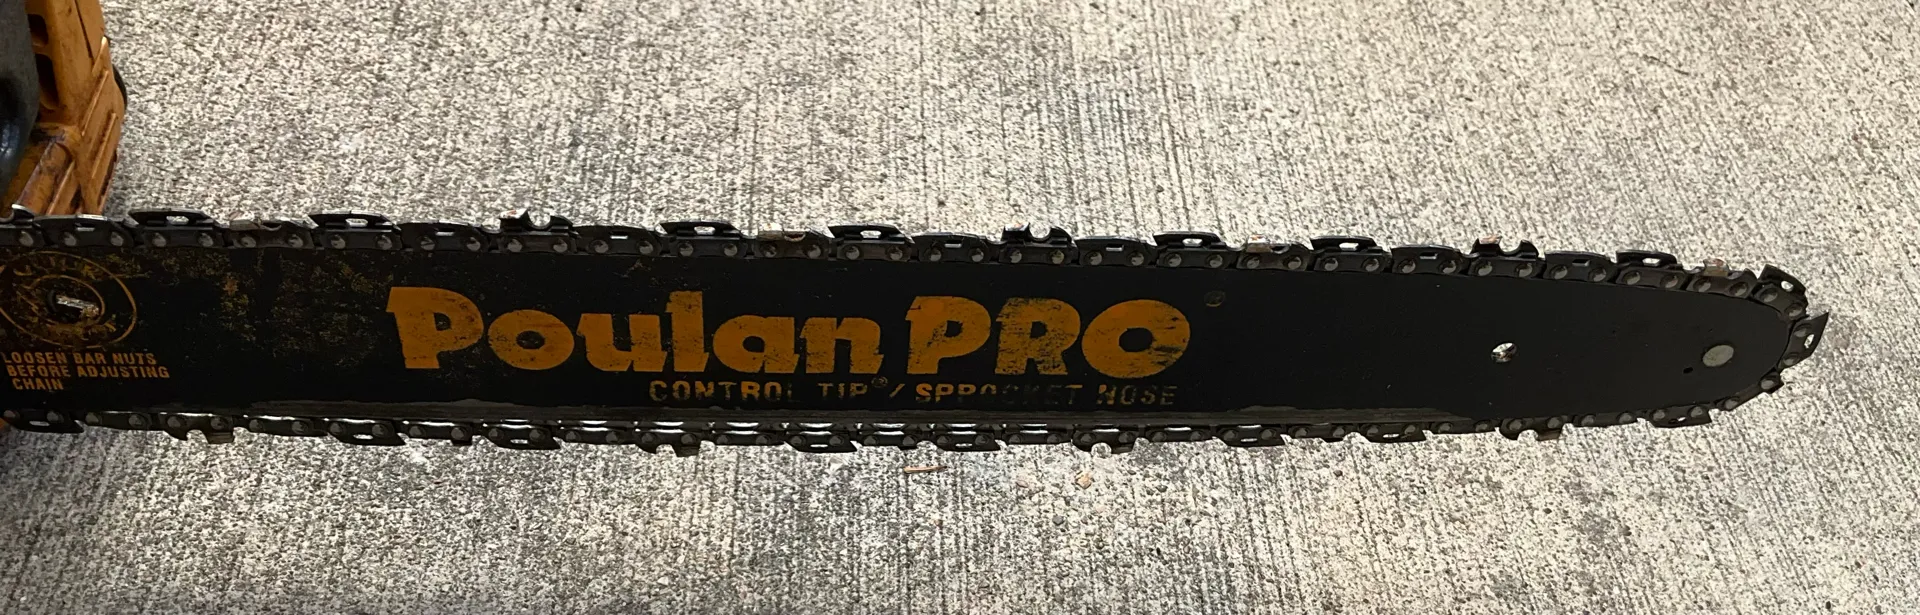 Poulan PRO
CONTROL TIP® / SPROCKET NOSE
LOOSEN BAR NUTS
BEFORE ADJUSTING
CHAIN